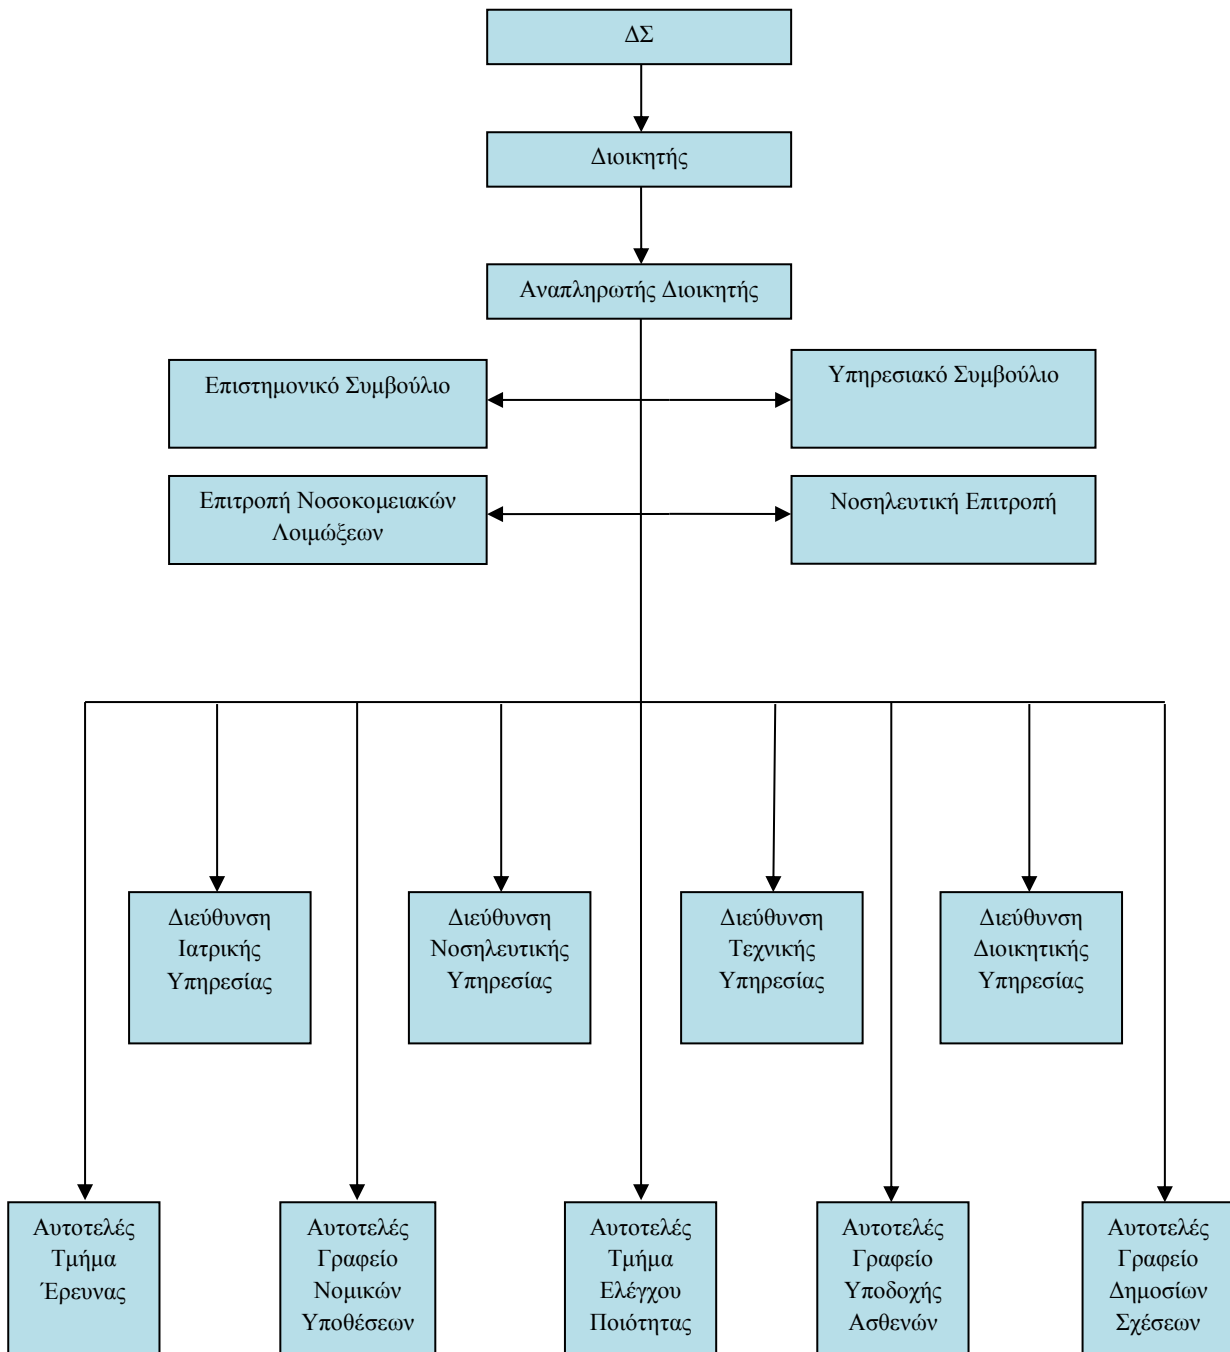 ΔΣ
Διοικητής
Αναπληρωτής Διοικητής
Επιστημονικό Συμβούλιο
Υπηρεσιακό Συμβούλιο
Επιτροπή Νοσοκομειακών
Λοιμώξεων
Νοσηλευτική Επιτροπή
Διεύθυνση
Ιατρικής
Υπηρεσίας
Διεύθυνση
Νοσηλευτικής
Υπηρεσίας
Διεύθυνση
Τεχνικής
Υπηρεσίας
Διεύθυνση
Διοικητικής
Υπηρεσίας
Αυτοτελές
Τμήμα
Έρευνας
Αυτοτελές
Γραφείο
Νομικών
Υποθέσεων
Αυτοτελές
Τμήμα
Ελέγχου
Ποιότητας
Αυτοτελές
Γραφείο
Υποδοχής
Ασθενών
Αυτοτελές
Γραφείο
Δημοσίων
Σχέσεων